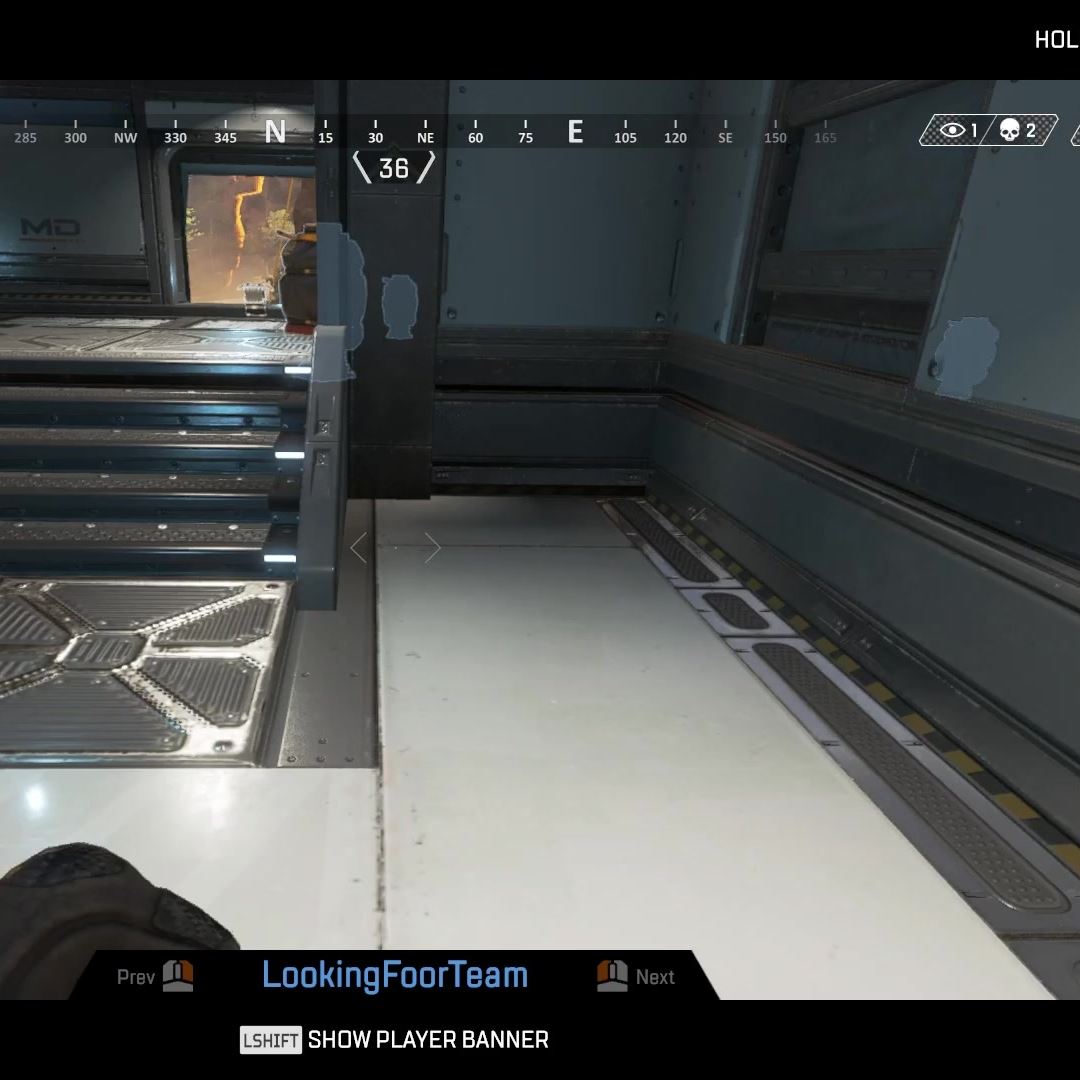 HOL
285 300 NW 330 345 N 15 30 NE 60 75 E 105 120 SE 150 165
36
1 2
MD
Prev LookingFoorTeam Next
LSHIFT SHOW PLAYER BANNER